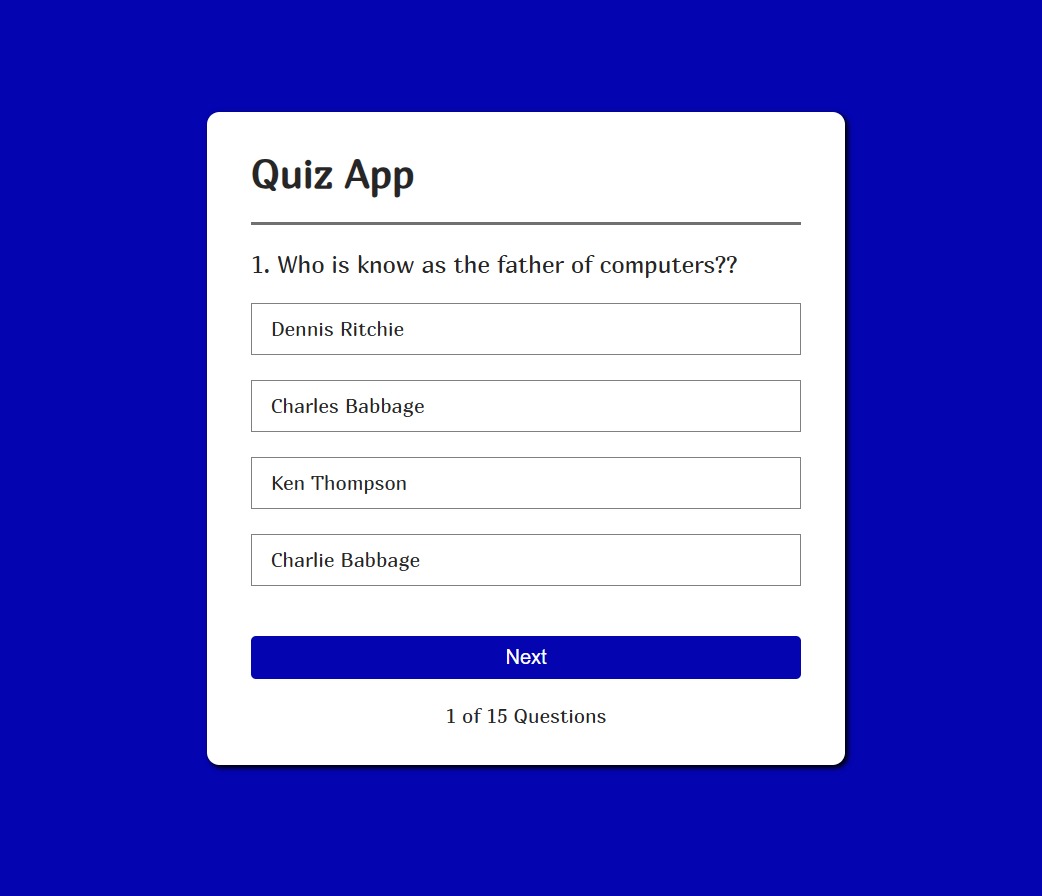 Quiz App
1. Who is know as the father of computers??
Dennis Ritchie
Charles Babbage
Ken Thompson
Charlie Babbage
Next
1 of 15 Questions